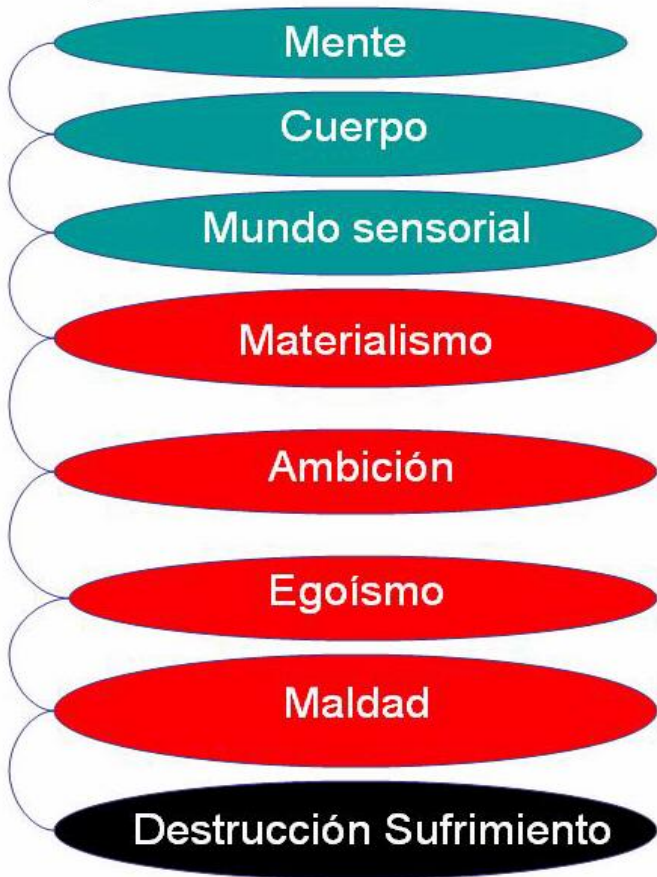 Mente
Cuerpo
Mundo sensorial
Materialismo
Ambición
Egoísmo
Maldad
Destrucción Sufrimiento